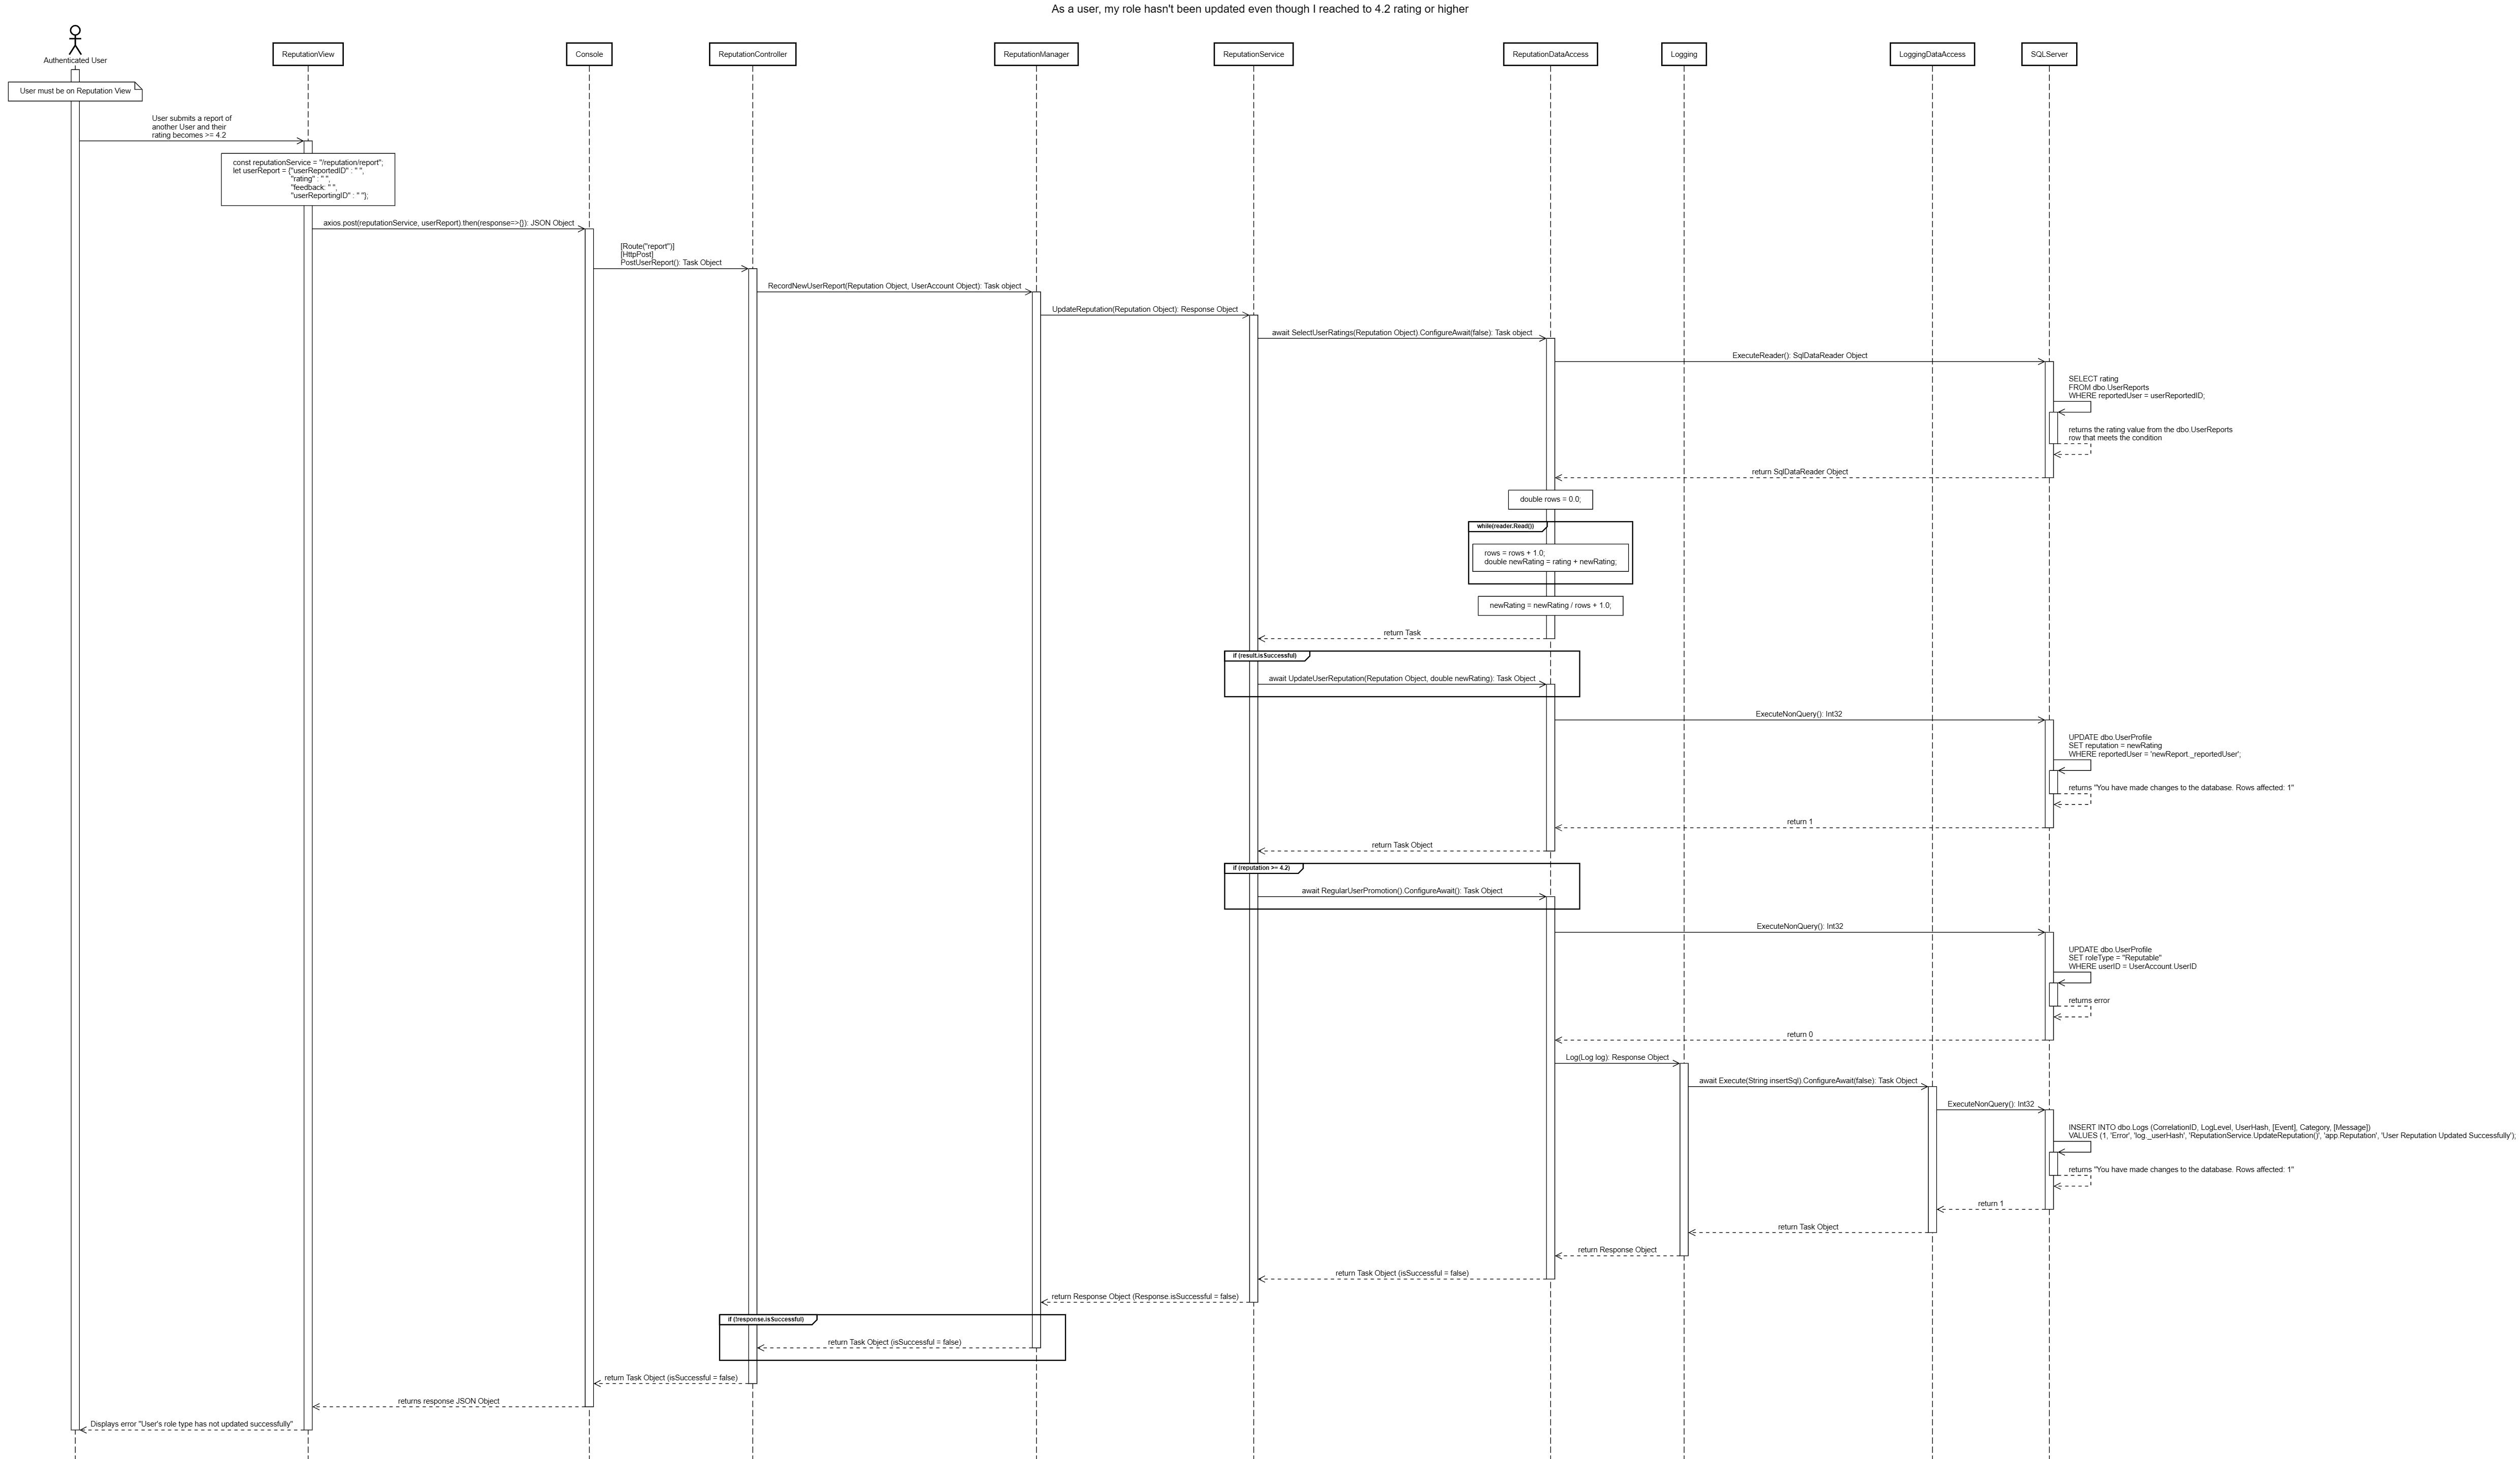 As a user, my role hasn't been updated even though I reached to 4.2 rating or higher
Authenticated User
ReputationView
Console
ReputationController
ReputationManager
ReputationService
ReputationDataAccess
Logging
LoggingDataAccess
SQLServer
User must be on Reputation View
User submits a report of
another User and their
rating becomes >= 4.2
const reputationService = "/reputation/report";
let userReport = {"userReportedID" : " ",
"rating" : " ",
"feedback: " ",
"userReportingID" : " "};
axios.post(reputationService, userReport).then(response=>{}): JSON Object
[Route("report")]
[HttpPost]
PostUserReport(): Task Object
RecordNewUserReport(Reputation Object, UserAccount Object): Task object
UpdateReputation(Reputation Object): Response Object
await SelectUserRatings(Reputation Object).ConfigureAwait(false): Task object
ExecuteReader(): SqlDataReader Object
SELECT rating
FROM dbo.UserReports
WHERE reportedUser = userReportedID;
returns the rating value from the dbo.UserReports
row that meets the condition
return SqlDataReader Object
double rows = 0.0;
while(reader.Read())
rows = rows + 1.0;
double newRating = rating + newRating;
newRating = newRating / rows + 1.0;
return Task
if (result.isSuccessful)
await UpdateUserReputation(Reputation Object, double newRating): Task Object
ExecuteNonQuery(): Int32
UPDATE dbo.UserProfile
SET reputation = newRating
WHERE reportedUser = 'newReport._reportedUser';
returns "You have made changes to the database. Rows affected: 1"
return 1
return Task Object
if (reputation >= 4.2)
await RegularUserPromotion().ConfigureAwait(): Task Object
ExecuteNonQuery(): Int32
UPDATE dbo.UserProfile
SET roleType = "Reputable"
WHERE userID = UserAccount.UserID
returns error
return 0
Log(Log log): Response Object
await Execute(String insertSql).ConfigureAwait(false): Task Object
ExecuteNonQuery(): Int32
INSERT INTO dbo.Logs (CorrelationID, LogLevel, UserHash, [Event], Category, [Message])
VALUES (1, 'Error', 'log._userHash', 'ReputationService.UpdateReputation()', 'app.Reputation', 'User Reputation Updated Successfully');
returns "You have made changes to the database. Rows affected: 1"
return 1
return Task Object
return Response Object
return Task Object (isSuccessful = false)
return Response Object (Response.isSuccessful = false)
if (!response.isSuccessful)
return Task Object (isSuccessful = false)
return Task Object (isSuccessful = false)
returns response JSON Object
Displays error "User's role type has not updated successfully"